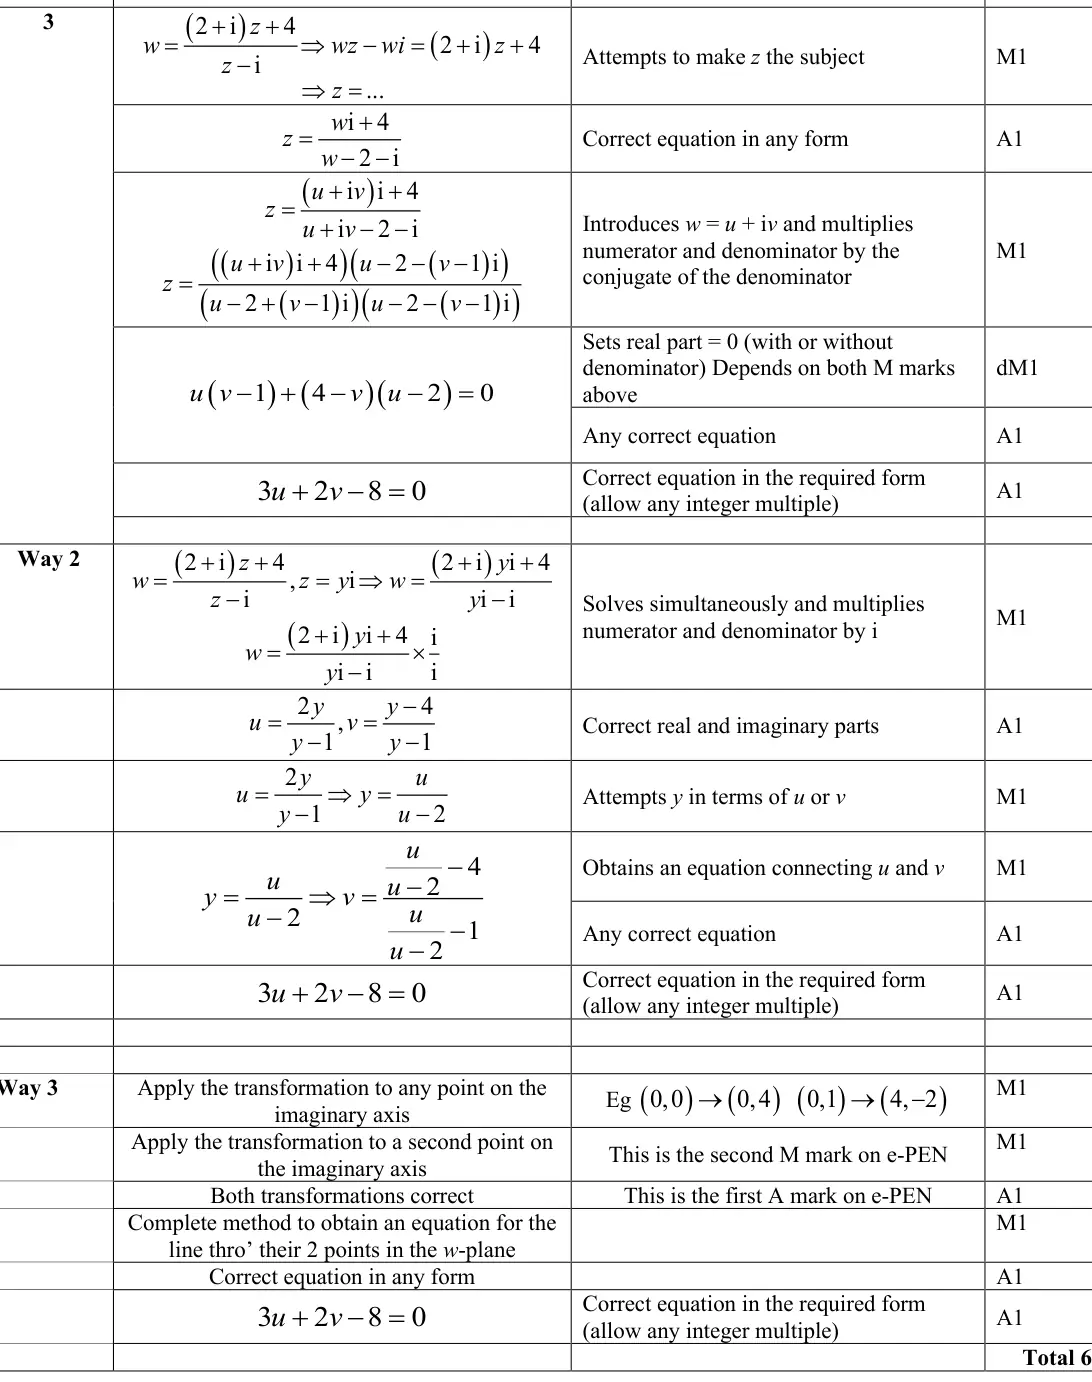 3
w = ((2 + i)z + 4)/(z − i) ⇒ wz − wi = (2 + i)z + 4
⇒ z = ...
Attempts to make z the subject
M1
z = (wi + 4)/(w − 2 − i)
Correct equation in any form
A1
z = ((u + iv)i + 4)/(u + iv − 2 − i)
z = (((u + iv)i + 4)(u − 2 − (v − 1)i))/((u − 2 + (v − 1)i)(u − 2 − (v − 1)i))
Introduces w = u + iv and multiplies
numerator and denominator by the
conjugate of the denominator
M1
u(v − 1) + (4 − v)(u − 2) = 0
Sets real part = 0 (with or without
denominator) Depends on both M marks
above
dM1
Any correct equation
A1
3u + 2v − 8 = 0
Correct equation in the required form
(allow any integer multiple)
A1
Way 2
w = ((2 + i)z + 4)/(z − i), z = yi ⇒ w = ((2 + i)yi + 4)/(yi − i)
w = ((2 + i)yi + 4)/(yi − i) × i/i
Solves simultaneously and multiplies
numerator and denominator by i
M1
u = 2y/(y − 1), v = (y − 4)/(y − 1)
Correct real and imaginary parts
A1
u = 2y/(y − 1) ⇒ y = u/(u − 2)
Attempts y in terms of u or v
M1
y = u/(u − 2) ⇒ v = (u/(u − 2) − 4)/(u/(u − 2) − 1)
Obtains an equation connecting u and v
M1
Any correct equation
A1
3u + 2v − 8 = 0
Correct equation in the required form
(allow any integer multiple)
A1
Way 3
Apply the transformation to any point on the
imaginary axis
Eg (0,0) → (0,4) (0,1) → (4,−2)
M1
Apply the transformation to a second point on
the imaginary axis
This is the second M mark on e-PEN
M1
Both transformations correct
This is the first A mark on e-PEN
A1
Complete method to obtain an equation for the
line thro’ their 2 points in the w-plane
M1
Correct equation in any form
A1
3u + 2v − 8 = 0
Correct equation in the required form
(allow any integer multiple)
A1
Total 6